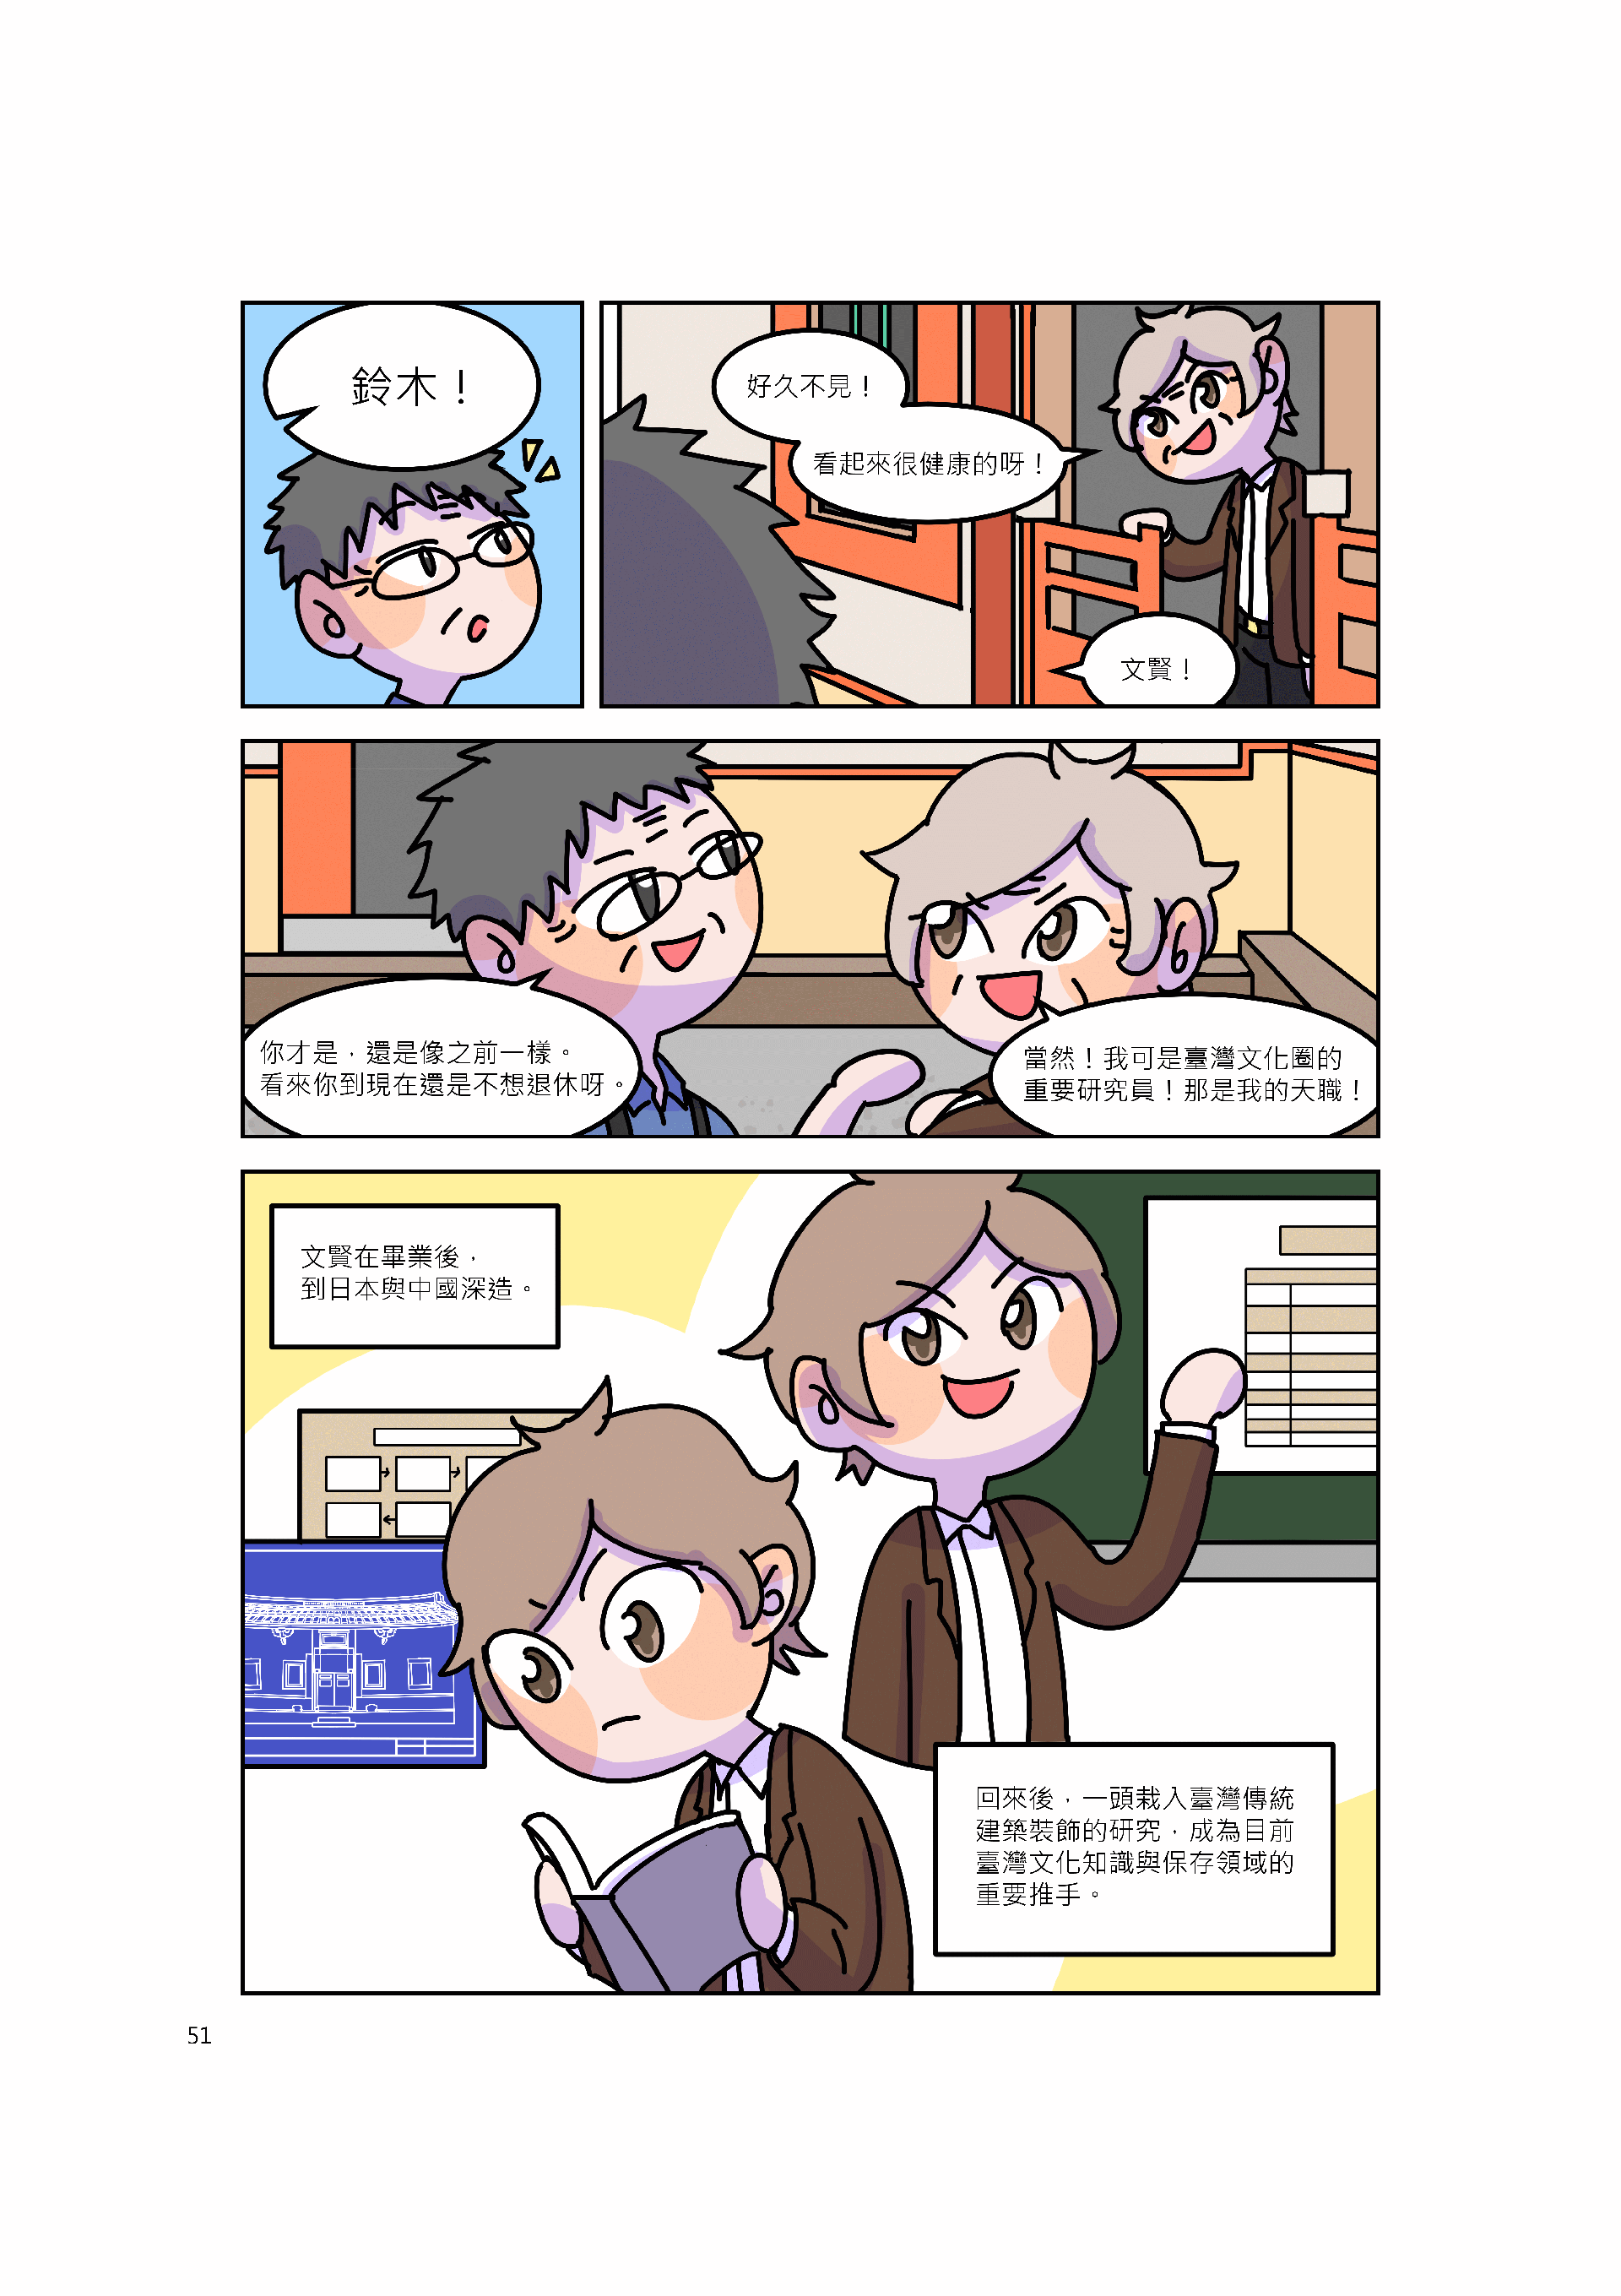 鈴木！
好久不見！
看起來很健康的呀！
文賢！
你才是，還是像之前一樣。
看來你到現在還是不想退休呀。
當然！我可是臺灣文化圈的
重要研究員！那是我的天職！
文賢在畢業後，
到日本與中國深造。
回來後，一頭栽入臺灣傳統
建築裝飾的研究，成為目前
臺灣文化知識與保存領域的
重要推手。
51